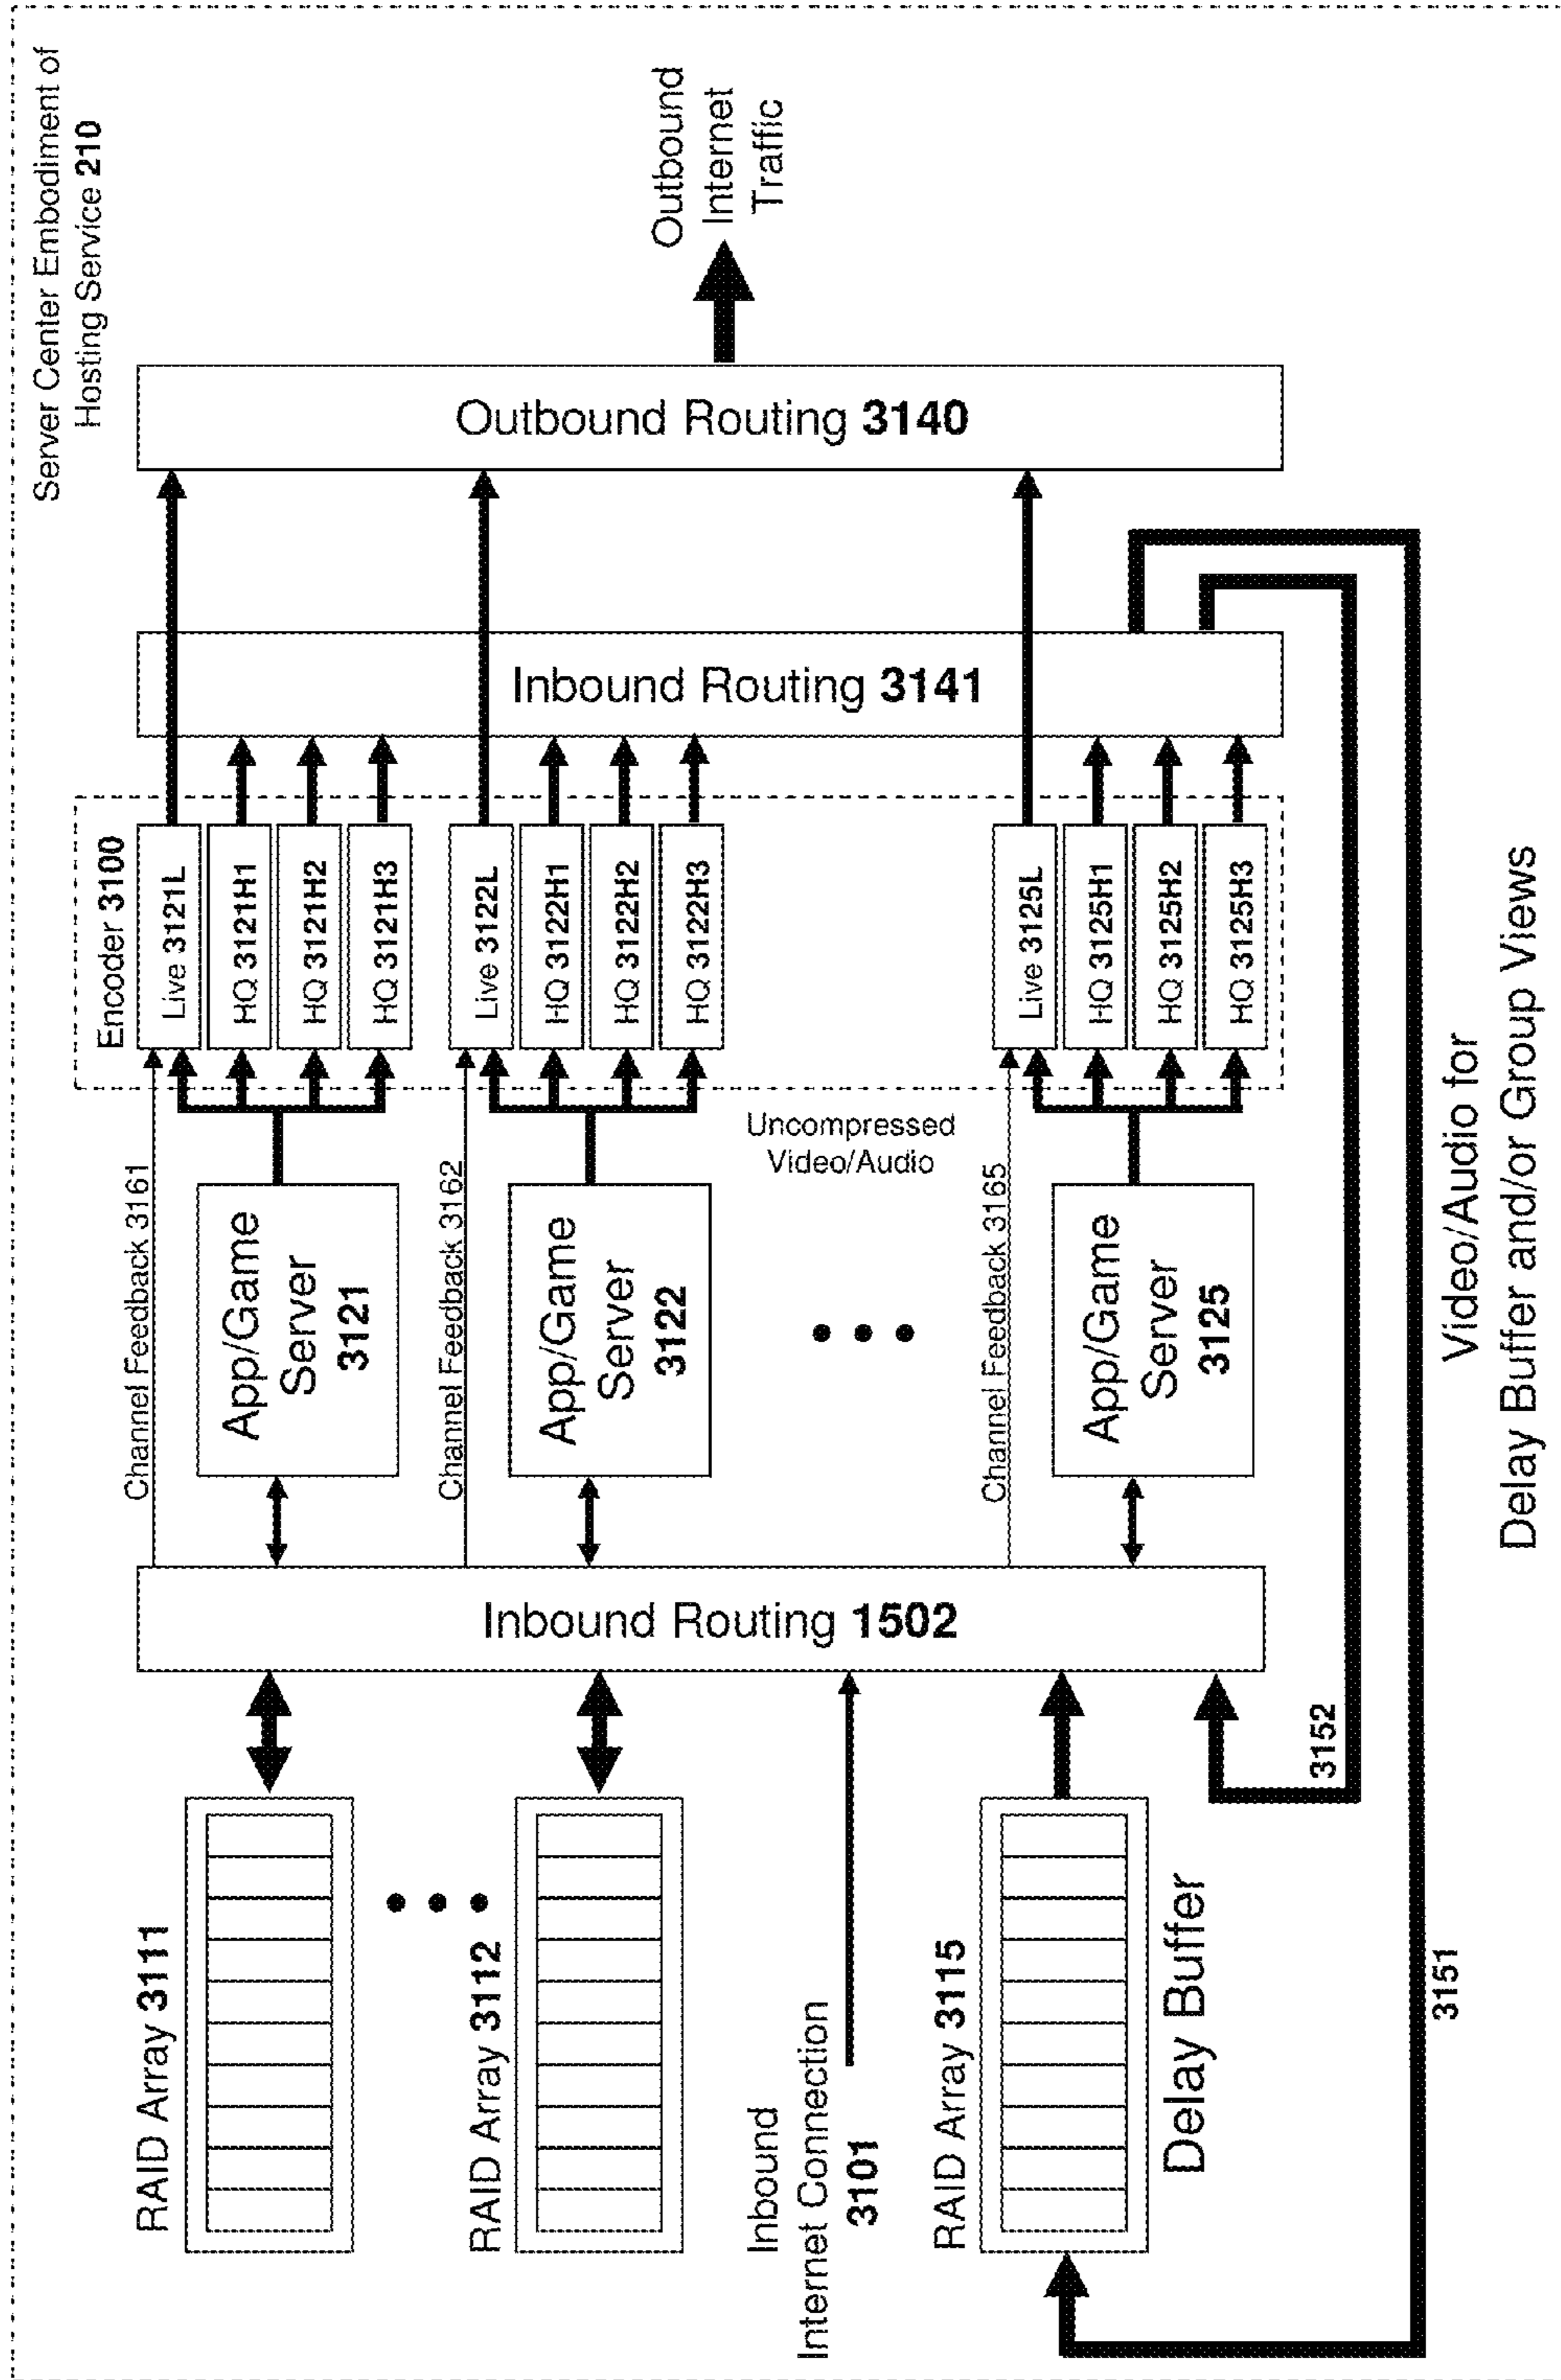 Server Center Embodiment of
Hosting Service 210
RAID Array 3111
RAID Array 3112
Inbound
Internet Connection
3101
RAID Array 3115
Delay Buffer
Inbound Routing 1502
Channel Feedback 3161
App/Game
Server
3121
Channel Feedback 3162
App/Game
Server
3122
Uncompressed
Video/Audio
Channel Feedback 3165
App/Game
Server
3125
Encoder 3100
Live 3121L
HQ 3121H1
HQ 3121H2
HQ 3121H3
Live 3122L
HQ 3122H1
HQ 3122H2
HQ 3122H3
Live 3125L
HQ 3125H1
HQ 3125H2
HQ 3125H3
Inbound Routing 3141
Outbound Routing 3140
Outbound
Internet
Traffic
3152
3151
Video/Audio for
Delay Buffer and/or Group Views